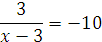 3/(x − 3) = −10